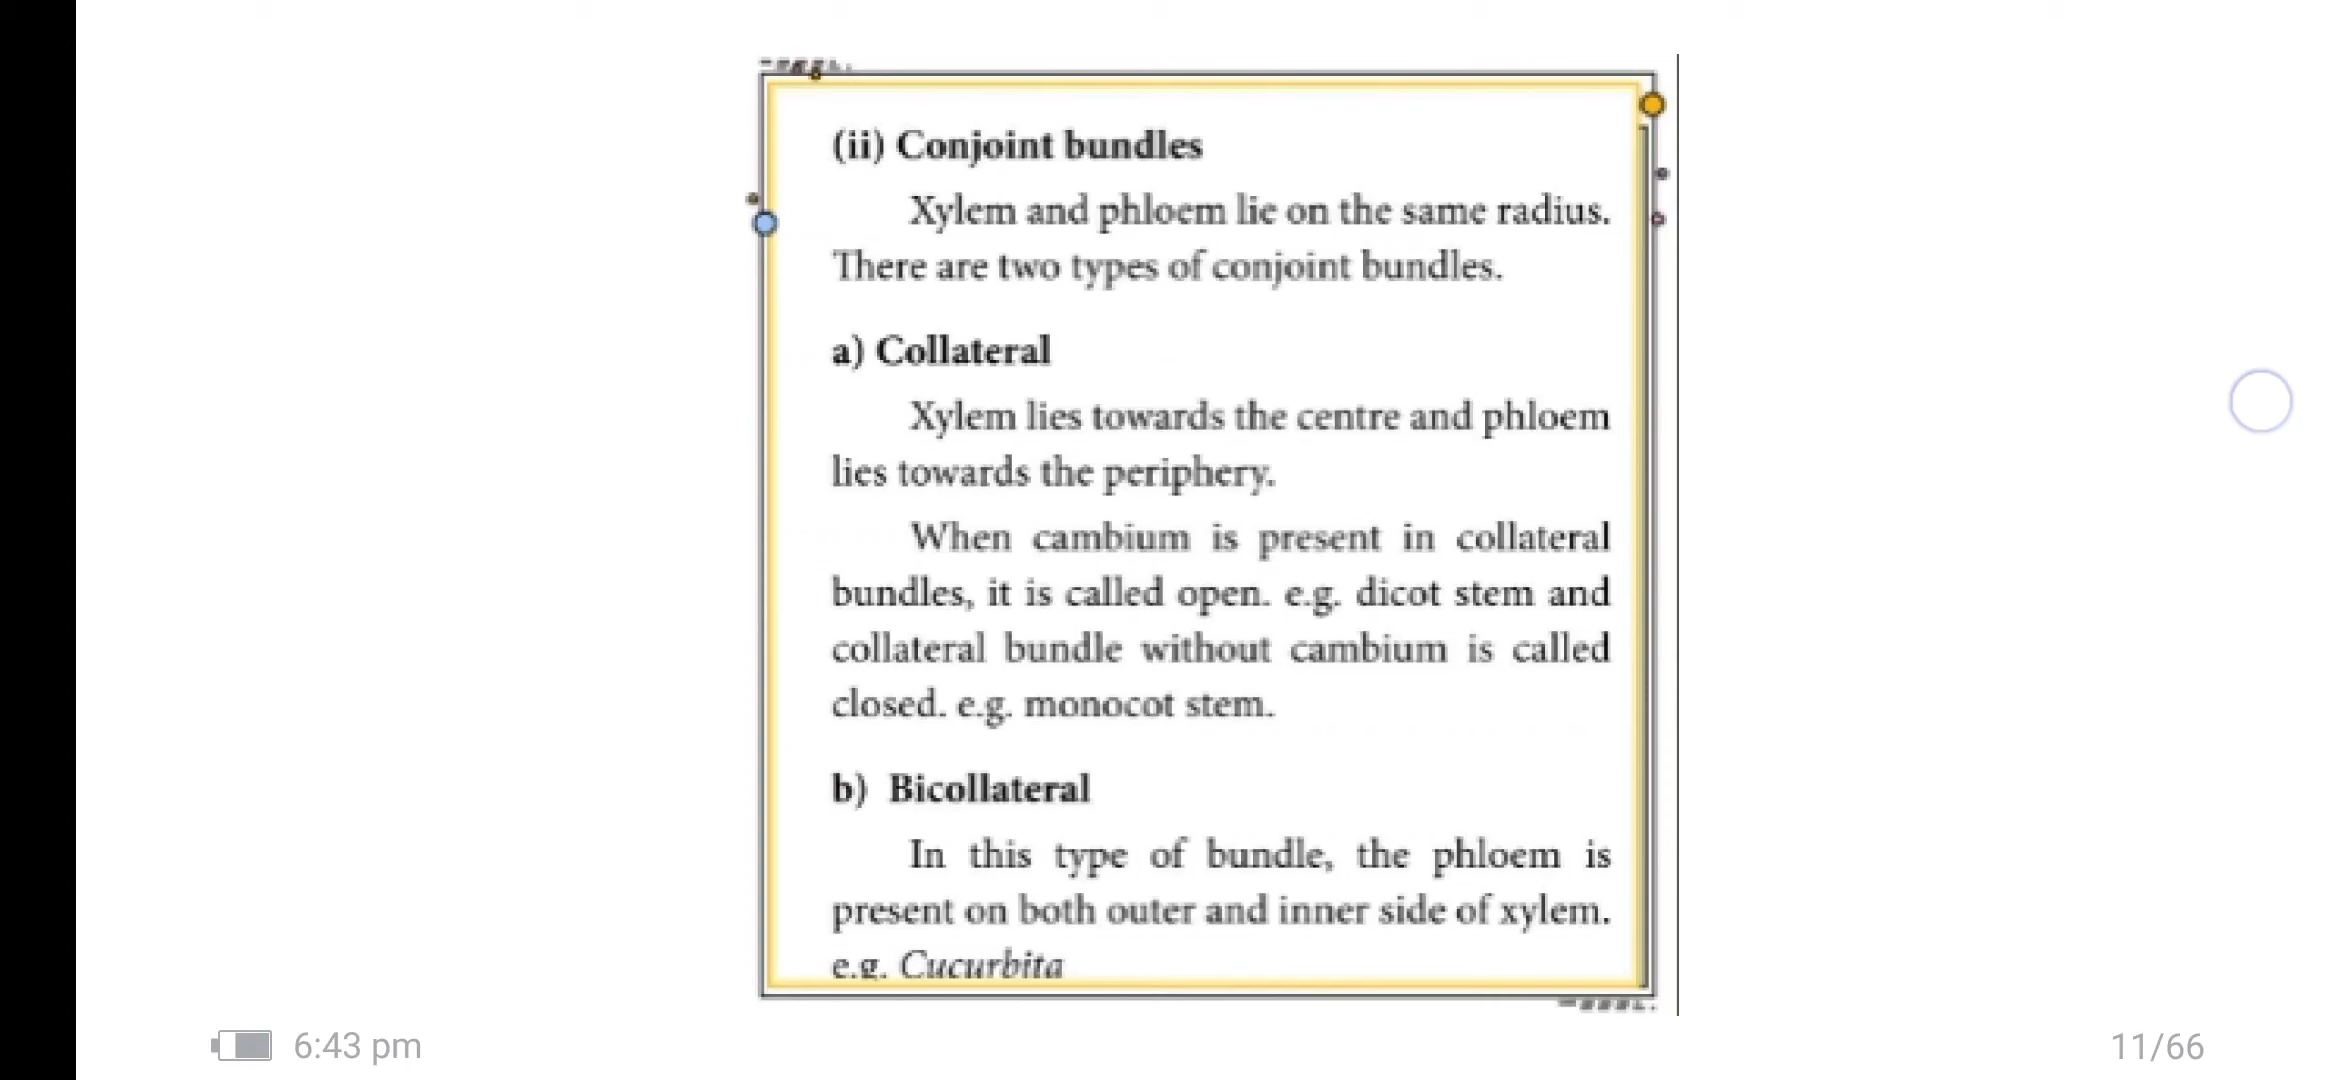 (ii) Conjoint bundles
Xylem and phloem lie on the same radius.
There are two types of conjoint bundles.
a) Collateral
Xylem lies towards the centre and phloem
lies towards the periphery.
When cambium is present in collateral
bundles, it is called open. e.g. dicot stem and
collateral bundle without cambium is called
closed. e.g. monocot stem.
b) Bicollateral
In this type of bundle, the phloem is
present on both outer and inner side of xylem.
e.g. Cucurbita
6:43 pm
11/66